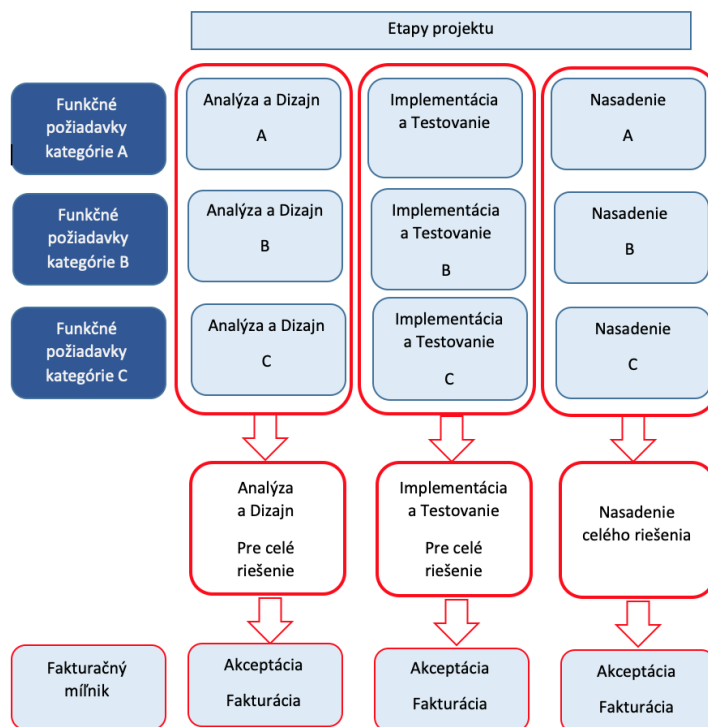 Etapy projektu
Funkčné
požiadavky
kategórie A
Analýza a Dizajn
A
Implementácia
a Testovanie
Nasadenie
A
Funkčné
požiadavky
kategórie B
Analýza a Dizajn
B
Implementácia
a Testovanie
B
Nasadenie
B
Funkčné
požiadavky
kategórie C
Analýza a Dizajn
C
Implementácia
a Testovanie
C
Nasadenie
C
Analýza
a Dizajn
Pre celé
riešenie
Implementácia
a Testovanie
Pre celé
riešenie
Nasadenie
celého riešenia
Fakturačný
míľnik
Akceptácia
Fakturácia
Akceptácia
Fakturácia
Akceptácia
Fakturácia